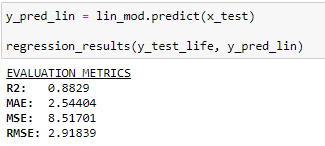 y_pred_lin = lin_mod.predict(x_test)
regression_results(y_test_life, y_pred_lin)
EVALUATION METRICS
R2: 0.8829
MAE: 2.54404
MSE: 8.51701
RMSE: 2.91839